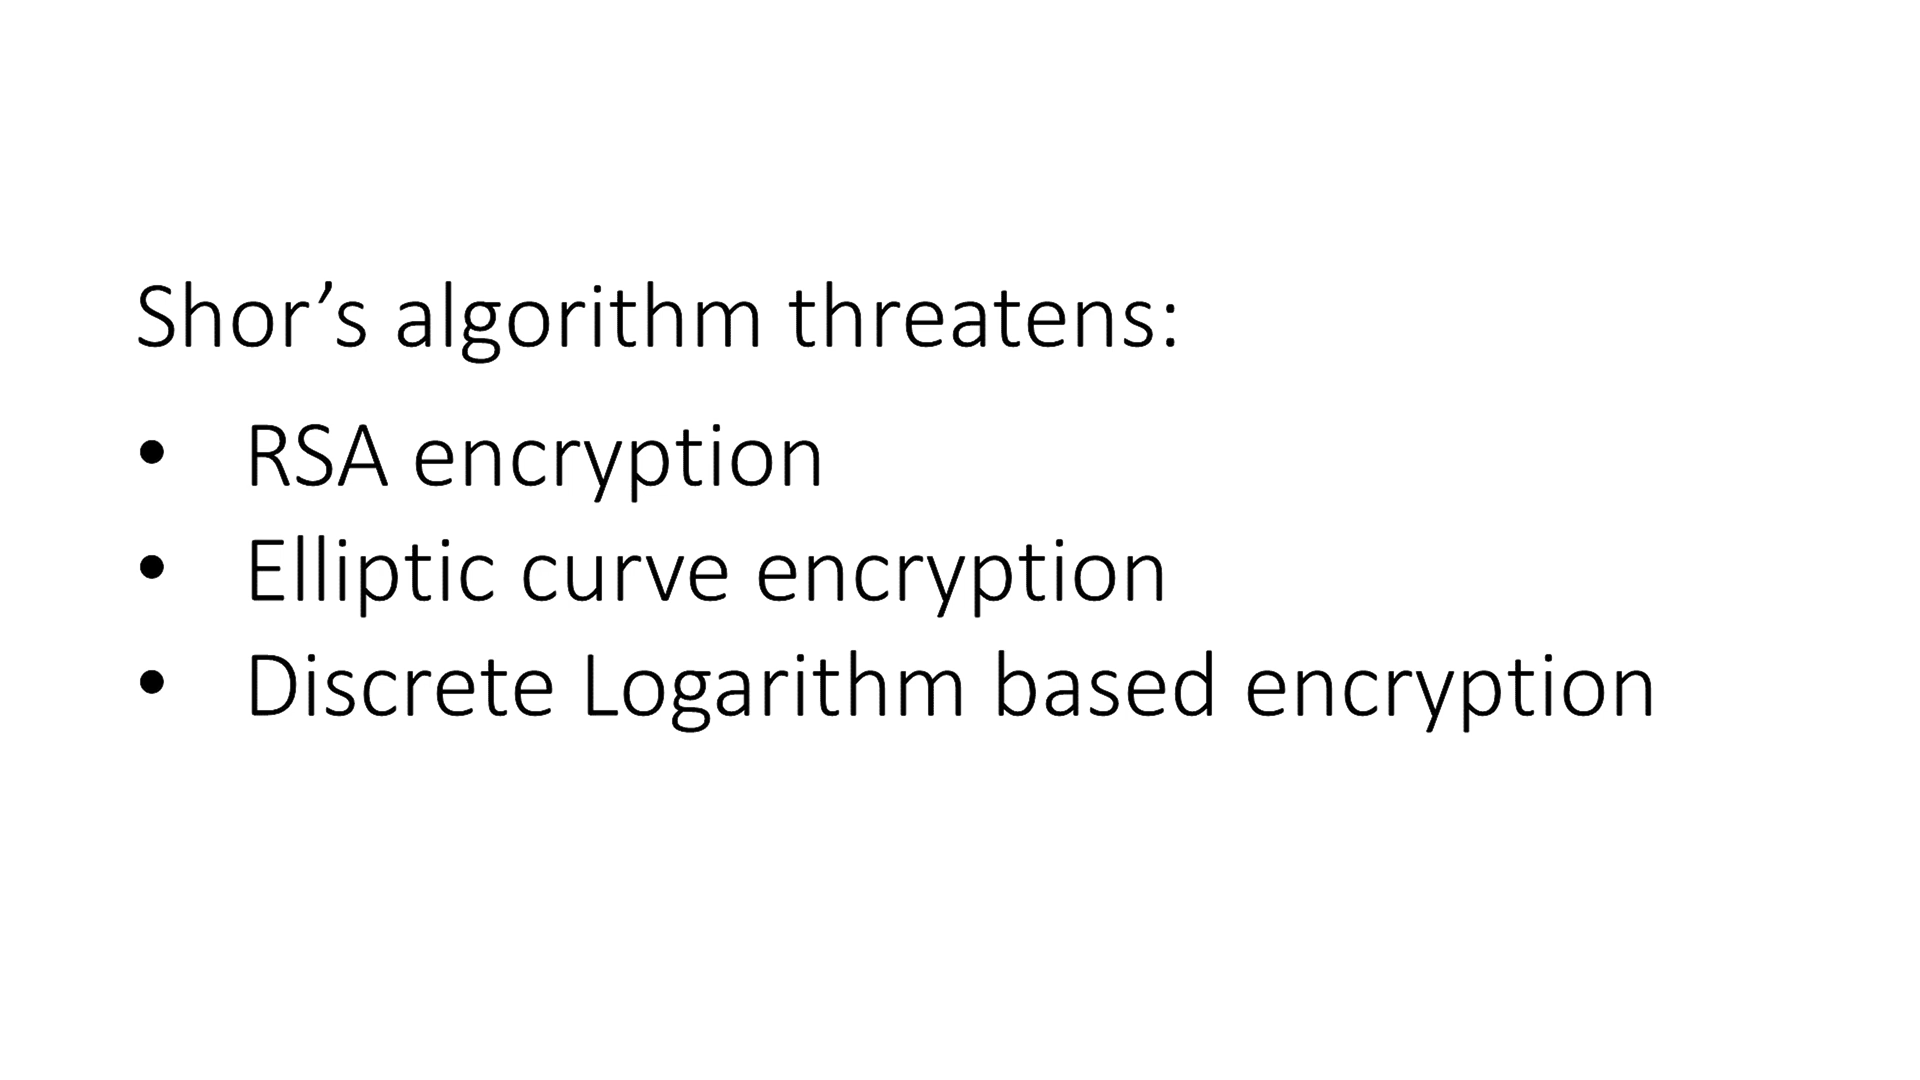 Shor’s algorithm threatens:
• RSA encryption
• Elliptic curve encryption
• Discrete Logarithm based encryption